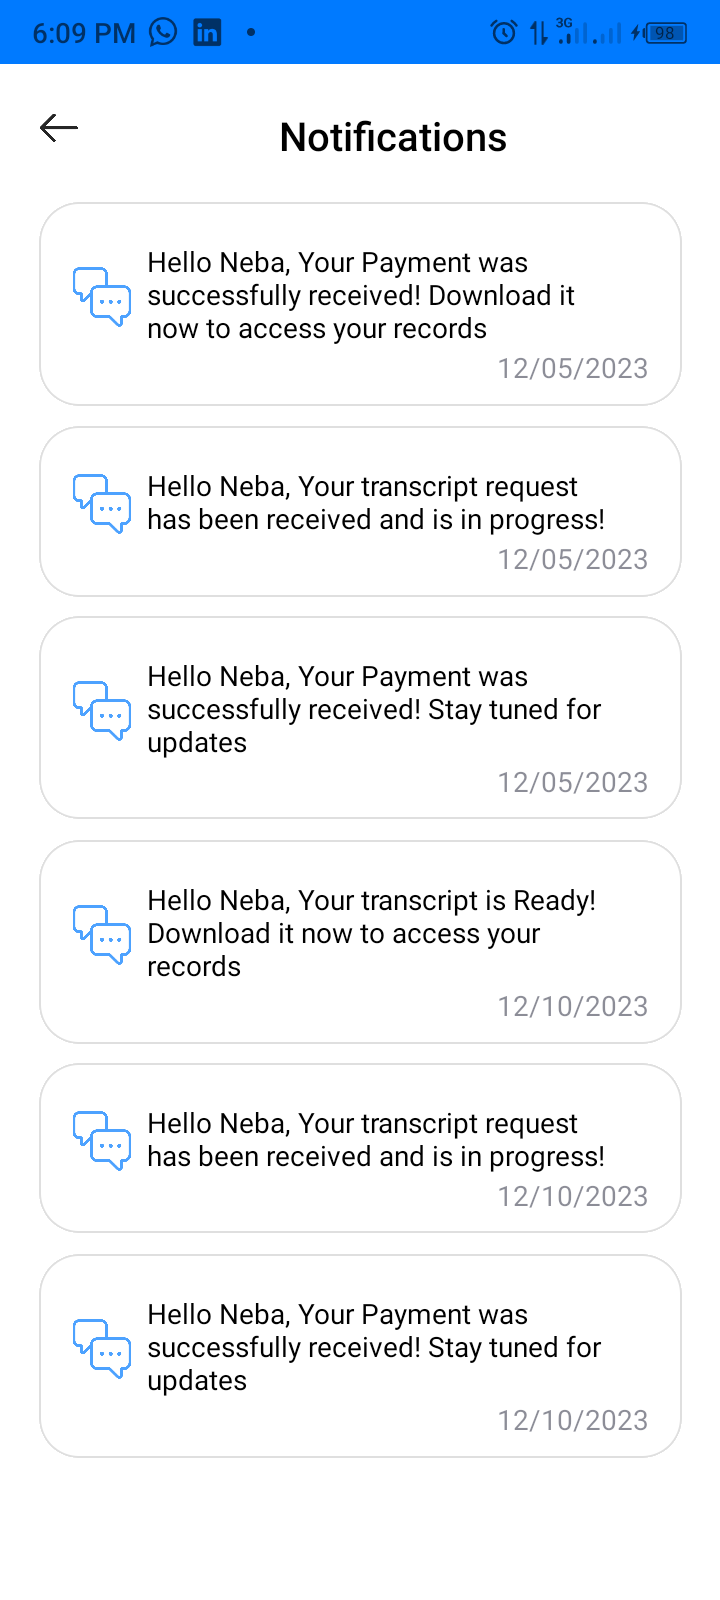 6:09 PM
3G
98
Notifications
Hello Neba, Your Payment was
successfully received! Download it
now to access your records
12/05/2023
Hello Neba, Your transcript request
has been received and is in progress!
12/05/2023
Hello Neba, Your Payment was
successfully received! Stay tuned for
updates
12/05/2023
Hello Neba, Your transcript is Ready!
Download it now to access your
records
12/10/2023
Hello Neba, Your transcript request
has been received and is in progress!
12/10/2023
Hello Neba, Your Payment was
successfully received! Stay tuned for
updates
12/10/2023